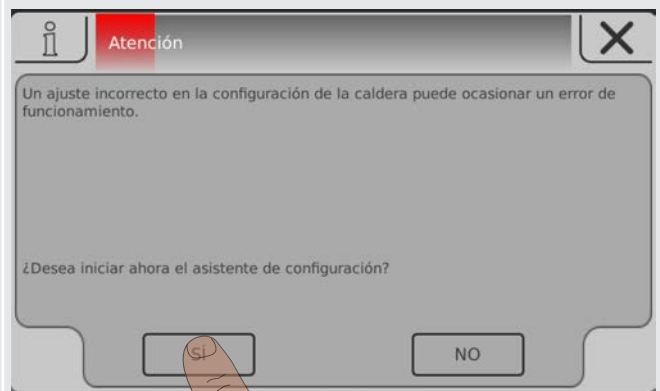 Atención
Un ajuste incorrecto en la configuración de la caldera puede ocasionar un error de
funcionamiento.
¿Desea iniciar ahora el asistente de configuración?
SÍ
NO